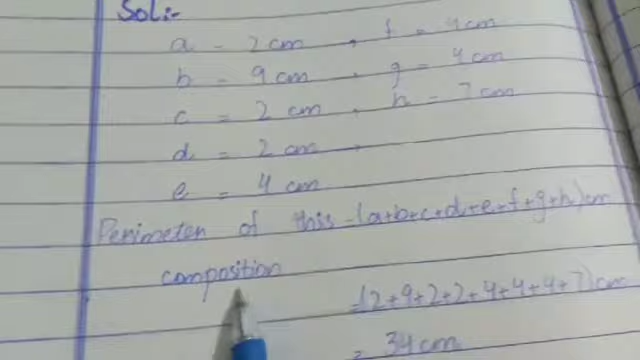 Sol:-
a - 2 cm , f = 4 cm
b - 9 cm , g = 4 cm
c = 2 cm , h - 7 cm
d = 2 cm
e = 4 cm
Perimeter of this -(a+b+c+d+e+f+g+h) cm
composition
=(2+9+2+2+4+4+4+7) cm
= 34 cm